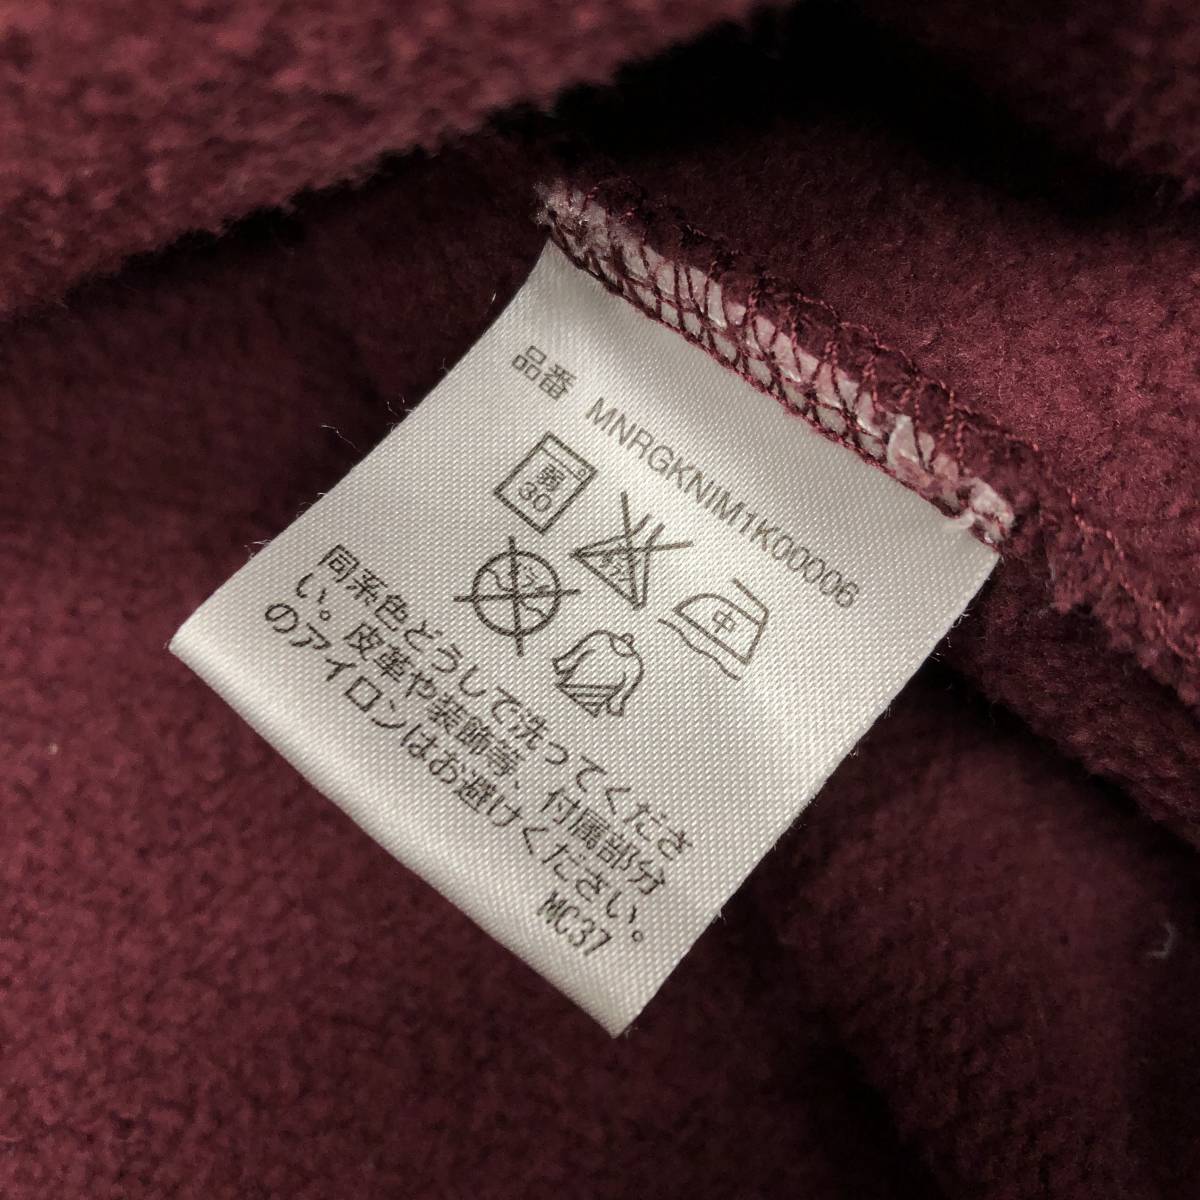 品番 MNRGKNIM1K00006
弱
30
中
同系色どうして洗ってくださ
い。皮革や装飾等、付属部分
のアイロンはお避けください。
MC37